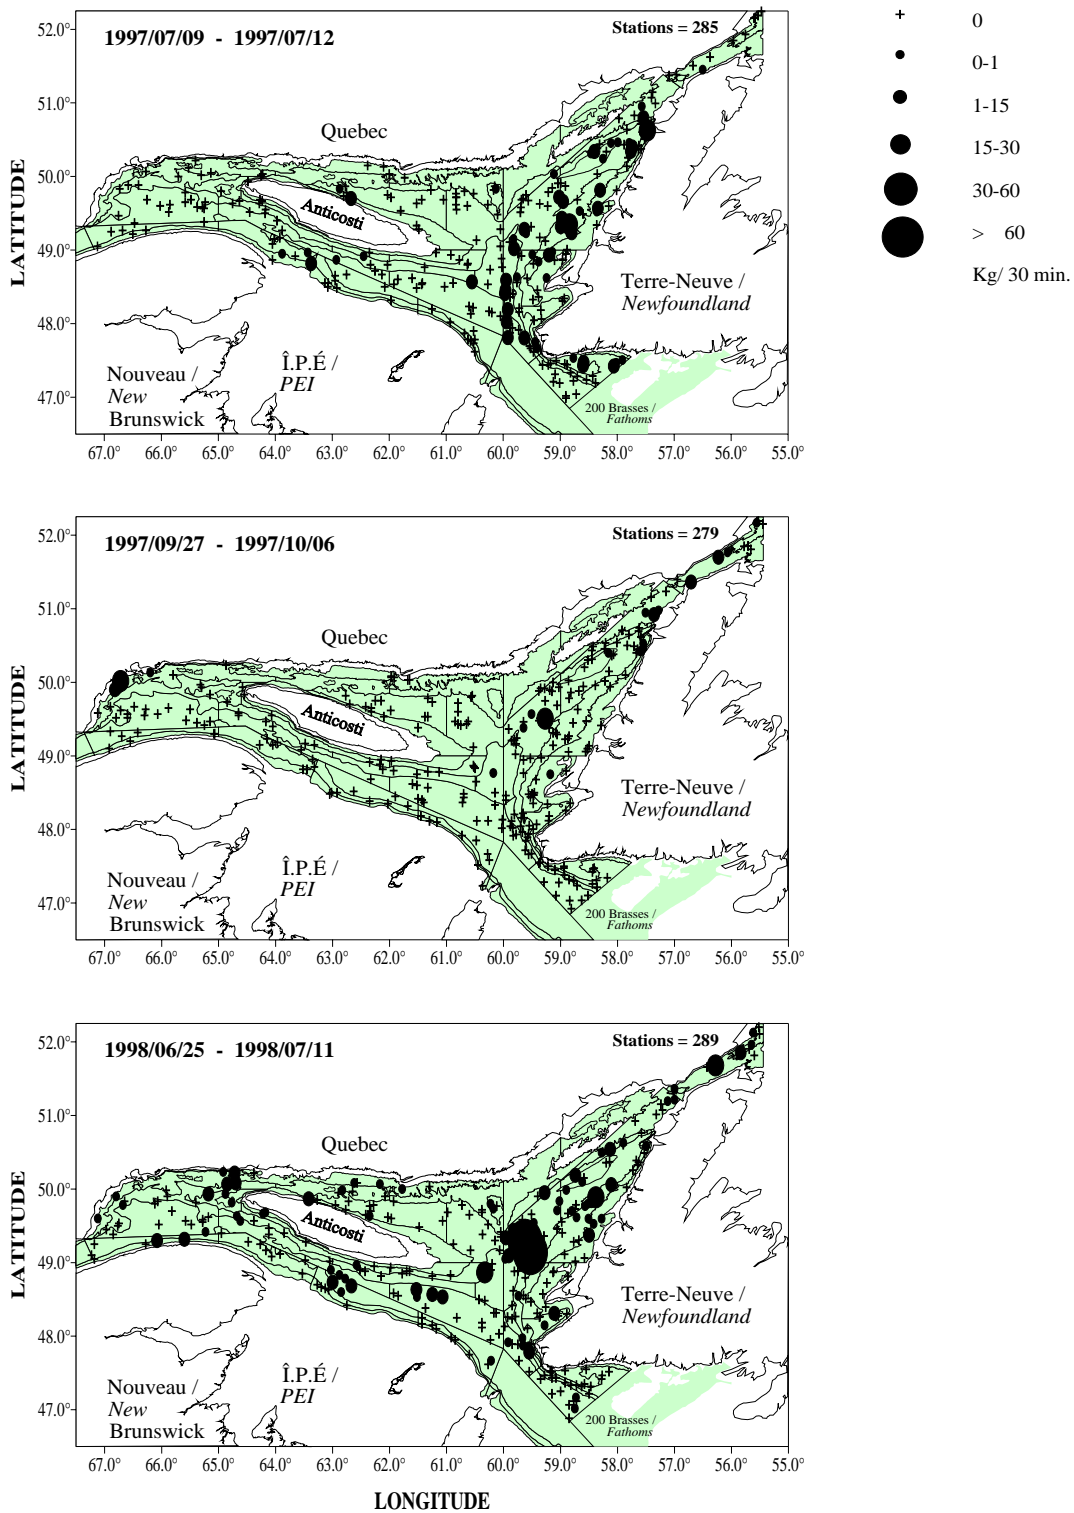 52.0°
51.0°
50.0°
49.0°
48.0°
47.0°
LATITUDE
1997/07/09 - 1997/07/12
Stations = 285
Quebec
Anticosti
Terre-Neuve /
Newfoundland
Nouveau /
New
Brunswick
Î.P.É /
PEI
200 Brasses /
Fathoms
67.0° 66.0° 65.0° 64.0° 63.0° 62.0° 61.0° 60.0° 59.0° 58.0° 57.0° 56.0° 55.0°
+ 0
0-1
1-15
15-30
30-60
> 60
Kg/ 30 min.
52.0°
51.0°
50.0°
49.0°
48.0°
47.0°
LATITUDE
1997/09/27 - 1997/10/06
Stations = 279
Quebec
Anticosti
Terre-Neuve /
Newfoundland
Nouveau /
New
Brunswick
Î.P.É /
PEI
200 Brasses /
Fathoms
67.0° 66.0° 65.0° 64.0° 63.0° 62.0° 61.0° 60.0° 59.0° 58.0° 57.0° 56.0° 55.0°
52.0°
51.0°
50.0°
49.0°
48.0°
47.0°
LATITUDE
1998/06/25 - 1998/07/11
Stations = 289
Quebec
Anticosti
Terre-Neuve /
Newfoundland
Nouveau /
New
Brunswick
Î.P.É /
PEI
200 Brasses /
Fathoms
67.0° 66.0° 65.0° 64.0° 63.0° 62.0° 61.0° 60.0° 59.0° 58.0° 57.0° 56.0° 55.0°
LONGITUDE